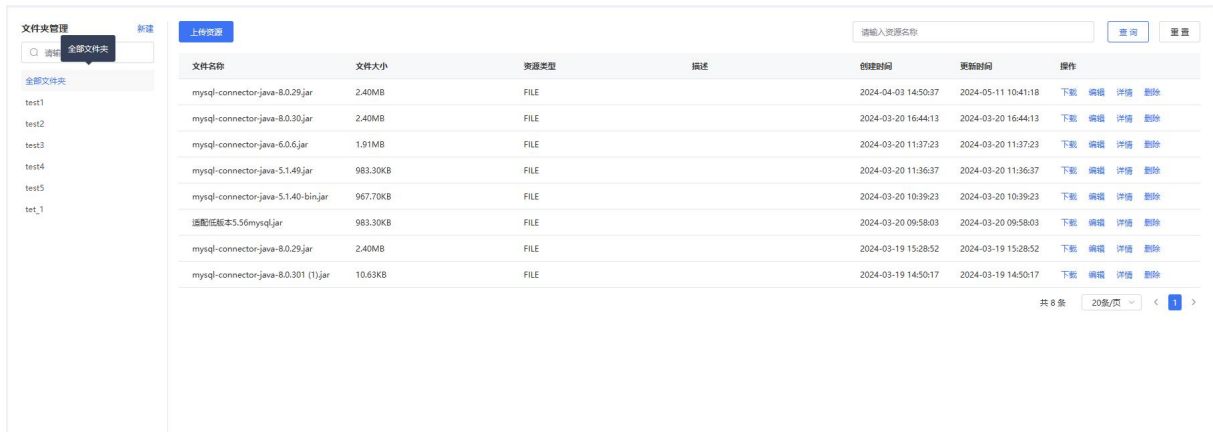 文件夹管理 新建
请输
全部文件夹
全部文件夹
test1
test2
test3
test4
test5
tet_1
上传资源 请输入资源名称 查询 重置
文件名称 文件大小 资源类型 描述 创建时间 更新时间 操作
mysql-connector-java-8.0.29.jar 2.40MB FILE 2024-04-03 14:50:37 2024-05-11 10:41:18 下载 编辑 详情 删除
mysql-connector-java-8.0.30.jar 2.40MB FILE 2024-03-20 16:44:13 2024-03-20 16:44:13 下载 编辑 详情 删除
mysql-connector-java-6.0.6.jar 1.91MB FILE 2024-03-20 11:37:23 2024-03-20 11:37:23 下载 编辑 详情 删除
mysql-connector-java-5.1.49.jar 983.30KB FILE 2024-03-20 11:36:37 2024-03-20 11:36:37 下载 编辑 详情 删除
mysql-connector-java-5.1.40-bin.jar 967.70KB FILE 2024-03-20 10:39:23 2024-03-20 10:39:23 下载 编辑 详情 删除
适配低版本5.56mysql.jar 983.30KB FILE 2024-03-20 09:58:03 2024-03-20 09:58:03 下载 编辑 详情 删除
mysql-connector-java-8.0.29.jar 2.40MB FILE 2024-03-19 15:28:52 2024-03-19 15:28:52 下载 编辑 详情 删除
mysql-connector-java-8.0.301 (1).jar 10.63KB FILE 2024-03-19 14:50:17 2024-03-19 14:50:17 下载 编辑 详情 删除
共 8 条 20条/页 1